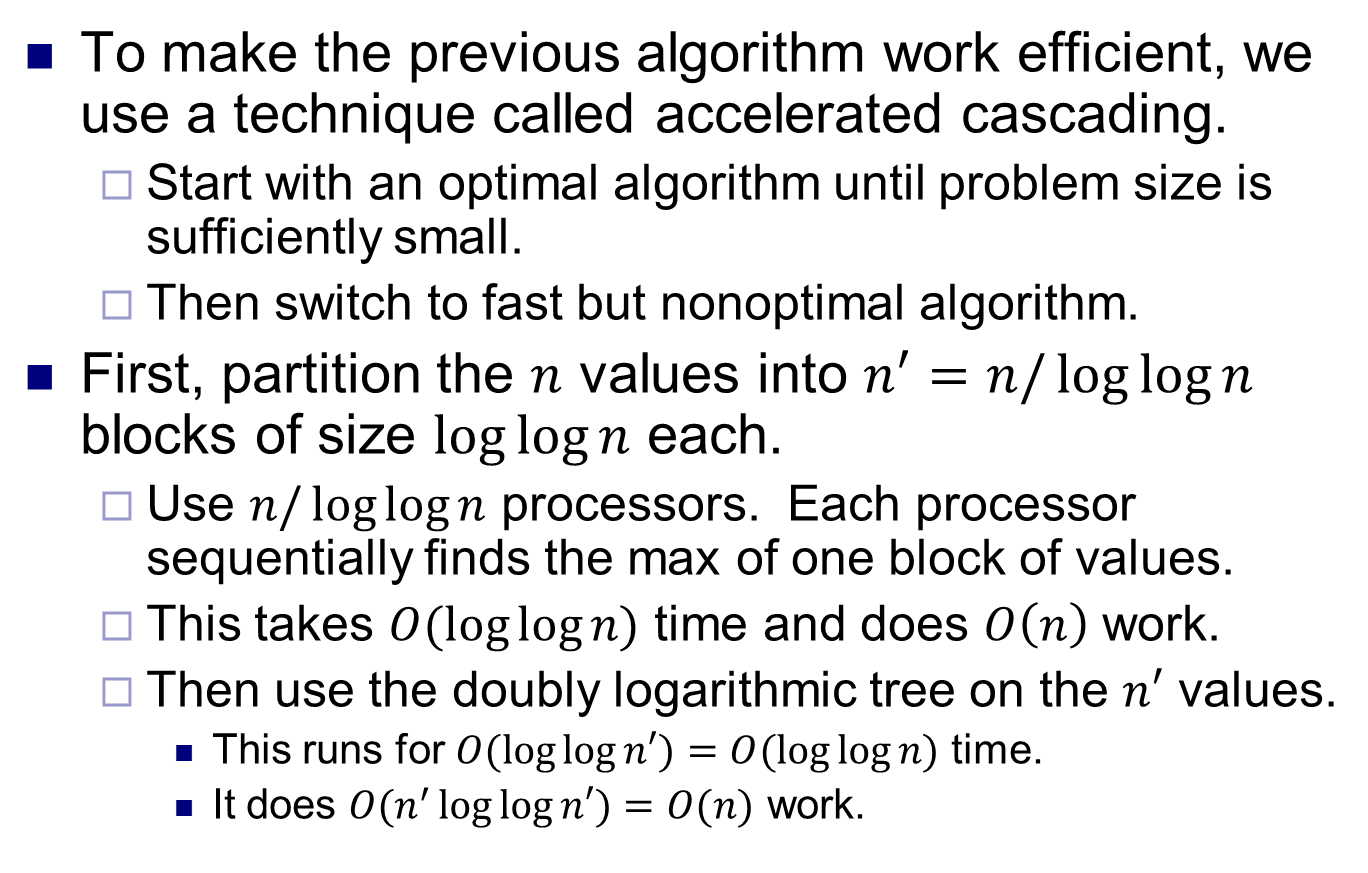 To make the previous algorithm work efficient, we
use a technique called accelerated cascading.
Start with an optimal algorithm until problem size is
sufficiently small.
Then switch to fast but nonoptimal algorithm.
First, partition the n values into n′ = n/ log log n
blocks of size log log n each.
Use n/ log log n processors. Each processor
sequentially finds the max of one block of values.
This takes O(log log n) time and does O(n) work.
Then use the doubly logarithmic tree on the n′ values.
This runs for O(log log n′) = O(log log n) time.
It does O(n′ log log n′) = O(n) work.